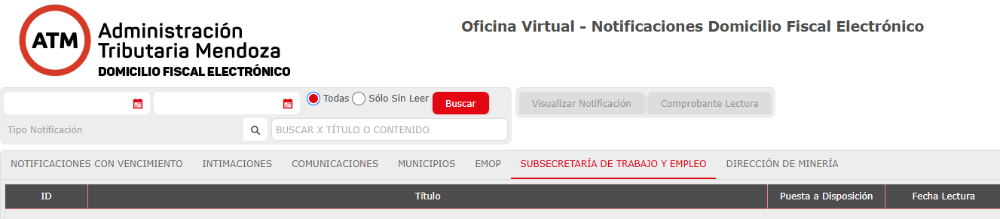 ATM
Administración
Tributaria Mendoza
DOMICILIO FISCAL ELECTRÓNICO
Oficina Virtual - Notificaciones Domicilio Fiscal Electrónico
Todas Sólo Sin Leer Buscar Visualizar Notificación Comprobante Lectura
Tipo Notificación BUSCAR X TÍTULO O CONTENIDO
NOTIFICACIONES CON VENCIMIENTO INTIMACIONES COMUNICACIONES MUNICIPIOS EMOP SUBSECRETARÍA DE TRABAJO Y EMPLEO DIRECCIÓN DE MINERÍA
ID Título Puesta a Disposición Fecha Lectura